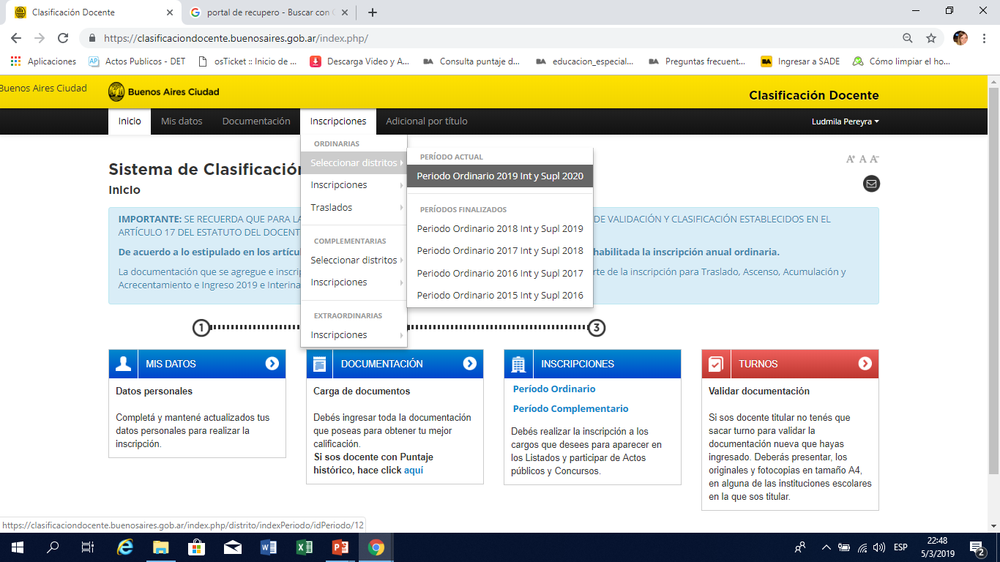 Clasificación Docente
portal de recupero - Buscar con G
https://clasificaciondocente.buenosaires.gob.ar/index.php/
Aplicaciones
Actos Publicos - DET
osTicket :: Inicio de ...
Descarga Video y A...
Consulta puntaje d...
educacion_especial...
Preguntas frecuent...
Ingresar a SADE
Cómo limpiar el ho...
Buenos Aires Ciudad
Buenos Aires Ciudad
Clasificación Docente
Inicio
Mis datos
Documentación
Inscripciones
Adicional por título
Ludmila Pereyra
ORDINARIAS
Seleccionar distritos
Inscripciones
Traslados
COMPLEMENTARIAS
Seleccionar distritos
Inscripciones
EXTRAORDINARIAS
Inscripciones
PERÍODO ACTUAL
Periodo Ordinario 2019 Int y Supl 2020
PERÍODOS FINALIZADOS
Periodo Ordinario 2018 Int y Supl 2019
Periodo Ordinario 2017 Int y Supl 2018
Periodo Ordinario 2016 Int y Supl 2017
Periodo Ordinario 2015 Int y Supl 2016
A+ A A-
Sistema de Clasificació
Inicio
IMPORTANTE: SE RECUERDA QUE PARA LA DE VALIDACIÓN Y CLASIFICACIÓN ESTABLECIDOS EN EL
ARTÍCULO 17 DEL ESTATUTO DEL DOCENT
De acuerdo a lo estipulado en los artícu habilitada la inscripción anual ordinaria.
La documentación que se agregue e inscrip rte de la inscripción para Traslado, Ascenso, Acumulación y
Acrecentamiento e Ingreso 2019 e Interina
1
3
MIS DATOS
Datos personales
Completá y mantené actualizados tus
datos personales para realizar la
inscripción.
DOCUMENTACIÓN
Carga de documentos
Debés ingresar toda la documentación
que poseas para obtener tu mejor
calificación.
Si sos docente con Puntaje
histórico, hace click aquí
INSCRIPCIONES
Período Ordinario
Período Complementario
Debés realizar la inscripción a los
cargos que desees para aparecer en
los Listados y participar de Actos
públicos y Concursos.
TURNOS
Validar documentación
Si sos docente titular no tenés que
sacar turno para validar la
documentación nueva que hayas
ingresado. Deberás presentar, los
originales y fotocopias en tamaño A4,
en alguna de las instituciones escolares
en la que sos titular.
https://clasificaciondocente.buenosaires.gob.ar/index.php/distrito/indexPeriodo/idPeriodo/12
ESP
22:48
5/3/2019
2